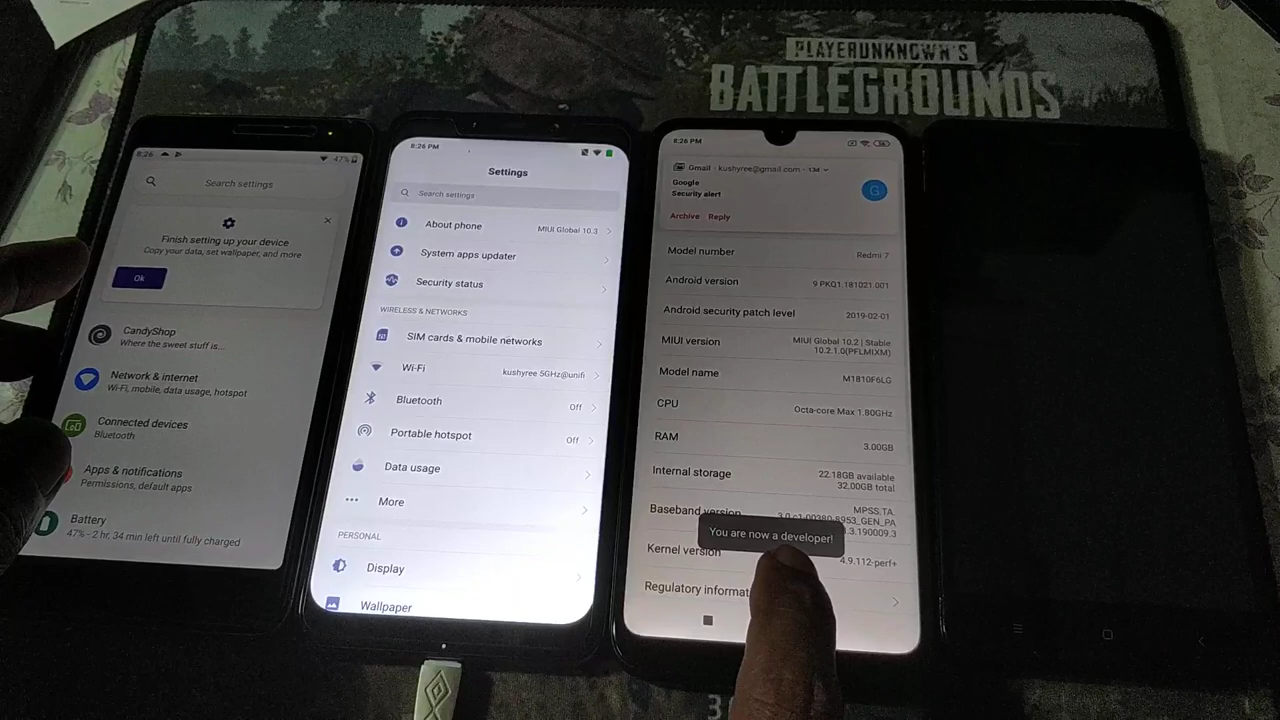 PLAYERUNKNOWN'S
BATTLEGROUNDS
8:26
47%
Search settings
Finish setting up your device
Copy your data, set wallpaper, and more
Ok
CandyShop
Where the sweet stuff is...
Network & internet
Wi-Fi, mobile, data usage, hotspot
Connected devices
Bluetooth
Apps & notifications
Permissions, default apps
Battery
47% - 2 hr, 34 min left until fully charged
8:26 PM
Settings
Search settings
About phone MIUI Global 10.3
System apps updater
Security status
WIRELESS & NETWORKS
SIM cards & mobile networks
Wi-Fi kushyree 5GHz@unifi
Bluetooth Off
Portable hotspot Off
Data usage
More
PERSONAL
Display
Wallpaper
8:26 PM
Gmail · kushyree@gmail.com · 13d
Google
Security alert
G
Archive Reply
Model number Redmi 7
Android version 9 PKQ1.181021.001
Android security patch level 2019-02-01
MIUI version MIUI Global 10.2 | Stable
10.2.1.0(PFLMIXM)
Model name M1810F6LG
CPU Octa-core Max 1.80GHz
RAM 3.00GB
Internal storage 22.18GB available
32.00GB total
Baseband version MPSS.TA.
3.0.c1-00380-8953_GEN_PA
.3.190009.3
You are now a developer!
Kernel version 4.9.112-perf+
Regulatory informat